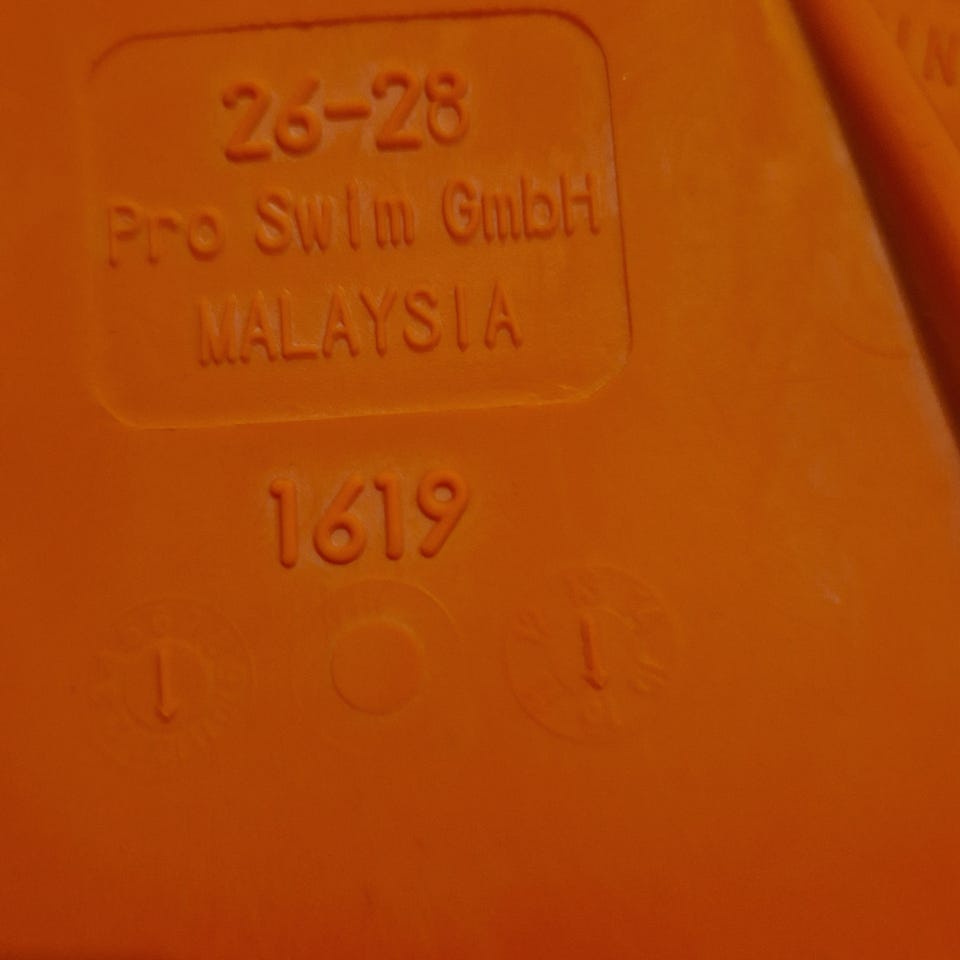 26-28
Pro Swim GmbH
MALAYSIA
1619